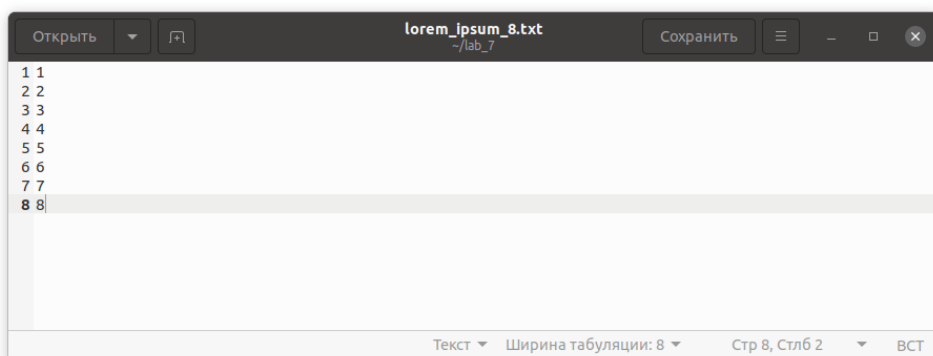 Открыть
lorem_ipsum_8.txt
~/lab_7
Сохранить
1 1
2 2
3 3
4 4
5 5
6 6
7 7
8 8
Текст Ширина табуляции: 8 Стр 8, Стлб 2 ВСТ